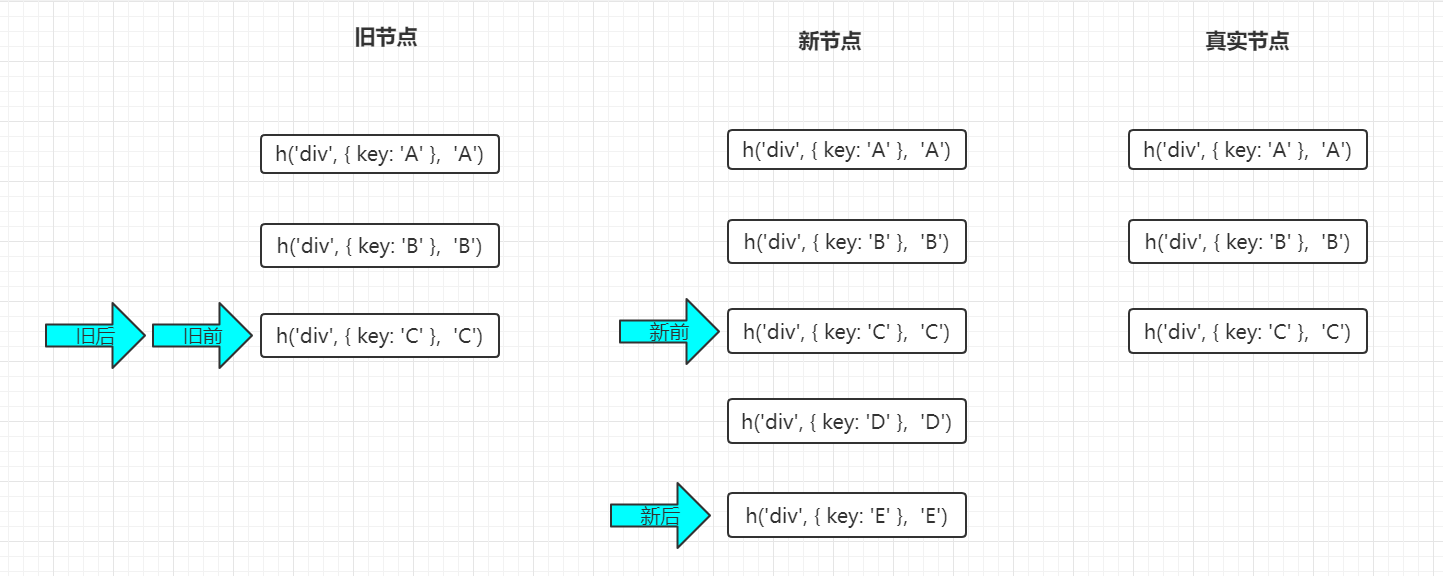 旧节点 新节点 真实节点
h('div', { key: 'A' }, 'A') h('div', { key: 'A' }, 'A') h('div', { key: 'A' }, 'A')
h('div', { key: 'B' }, 'B') h('div', { key: 'B' }, 'B') h('div', { key: 'B' }, 'B')
旧后 旧前 h('div', { key: 'C' }, 'C') 新前 h('div', { key: 'C' }, 'C') h('div', { key: 'C' }, 'C')
h('div', { key: 'D' }, 'D')
新后 h('div', { key: 'E' }, 'E')